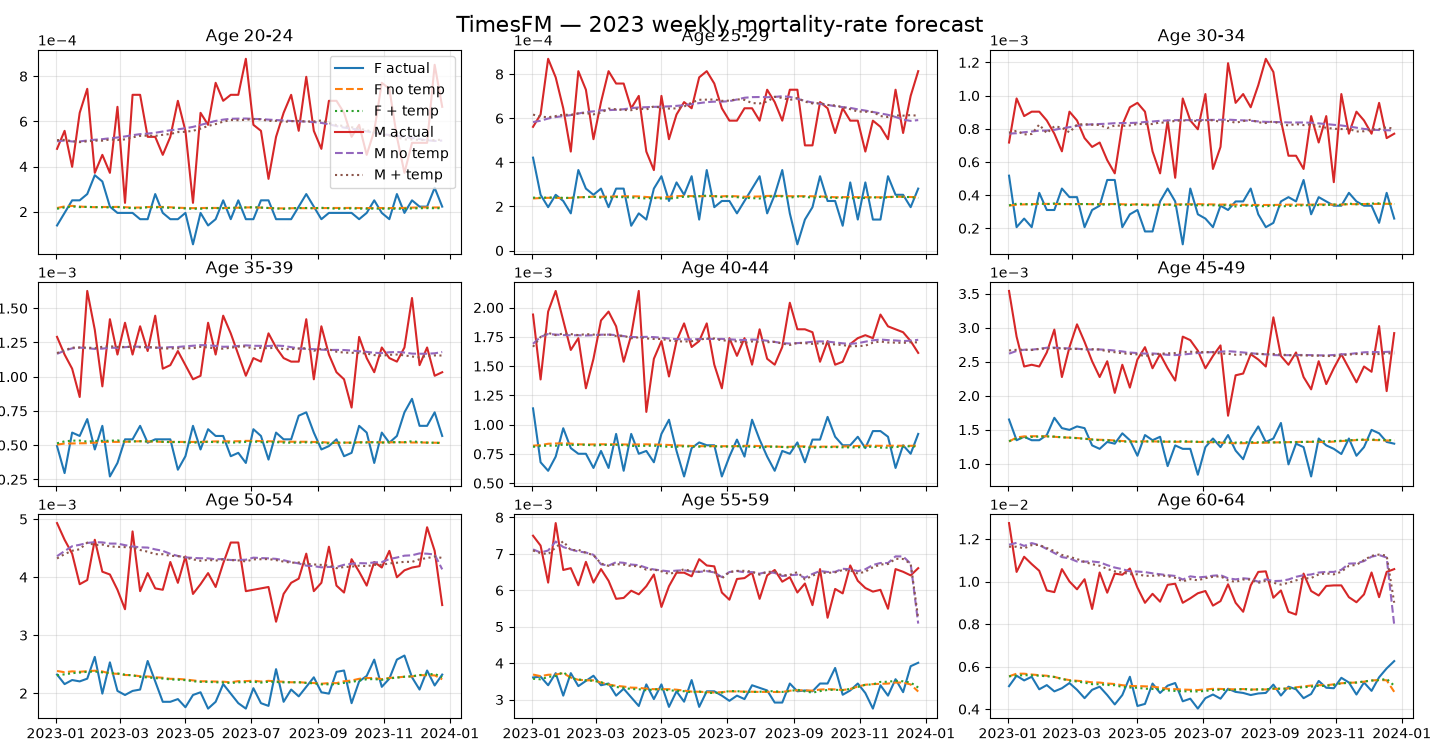 TimesFM — 2023 weekly mortality-rate forecast
1e−4
Age 20-24
8
6
4
2
F actual
F no temp
F + temp
M actual
M no temp
M + temp
1e−4
Age 25-29
8
6
4
2
0
1e−3
Age 30-34
1.2
1.0
0.8
0.6
0.4
0.2
1e−3
Age 35-39
1.50
1.25
1.00
0.75
0.50
0.25
1e−3
Age 40-44
2.00
1.75
1.50
1.25
1.00
0.75
0.50
1e−3
Age 45-49
3.5
3.0
2.5
2.0
1.5
1.0
1e−3
Age 50-54
5
4
3
2
2023-01 2023-03 2023-05 2023-07 2023-09 2023-11 2024-01
1e−3
Age 55-59
8
7
6
5
4
3
2023-01 2023-03 2023-05 2023-07 2023-09 2023-11 2024-01
1e−2
Age 60-64
1.2
1.0
0.8
0.6
0.4
2023-01 2023-03 2023-05 2023-07 2023-09 2023-11 2024-01